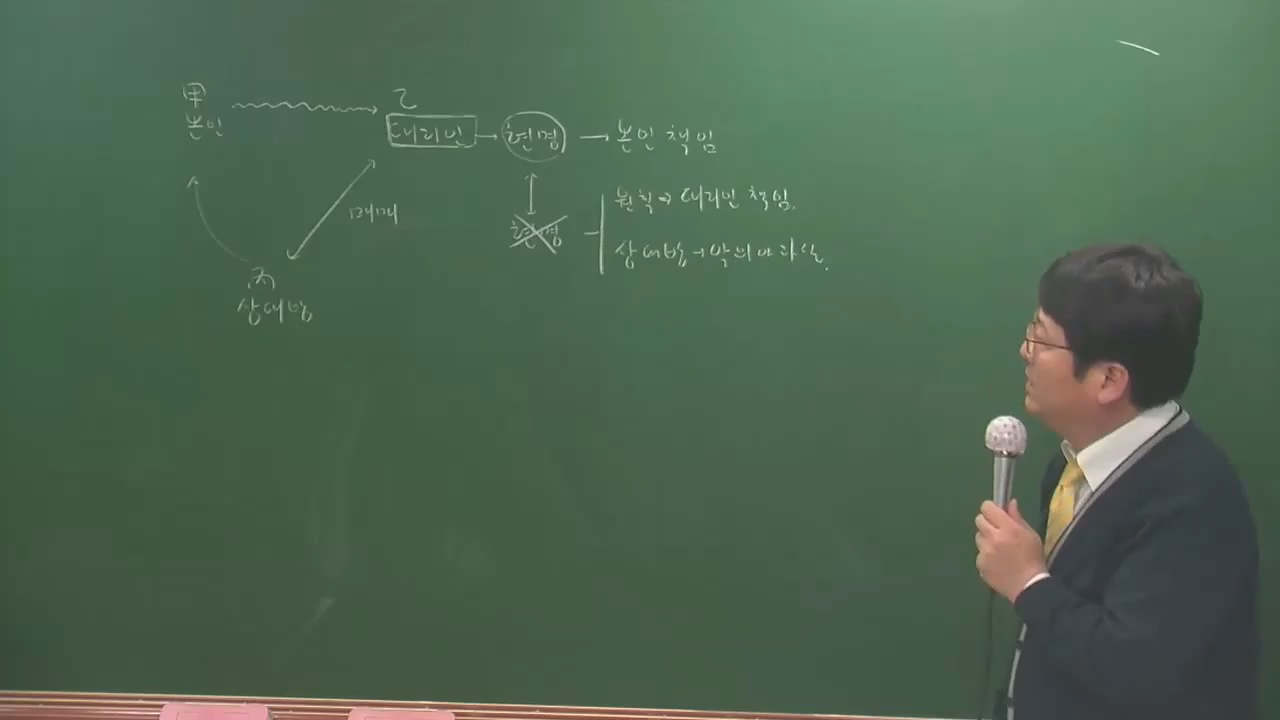 甲
본인
乙
대리인 → 현명 → 본인 책임
매매
현명
원칙 → 대리인 책임.
상대방 → 악의 or 과실.
丙
상대방